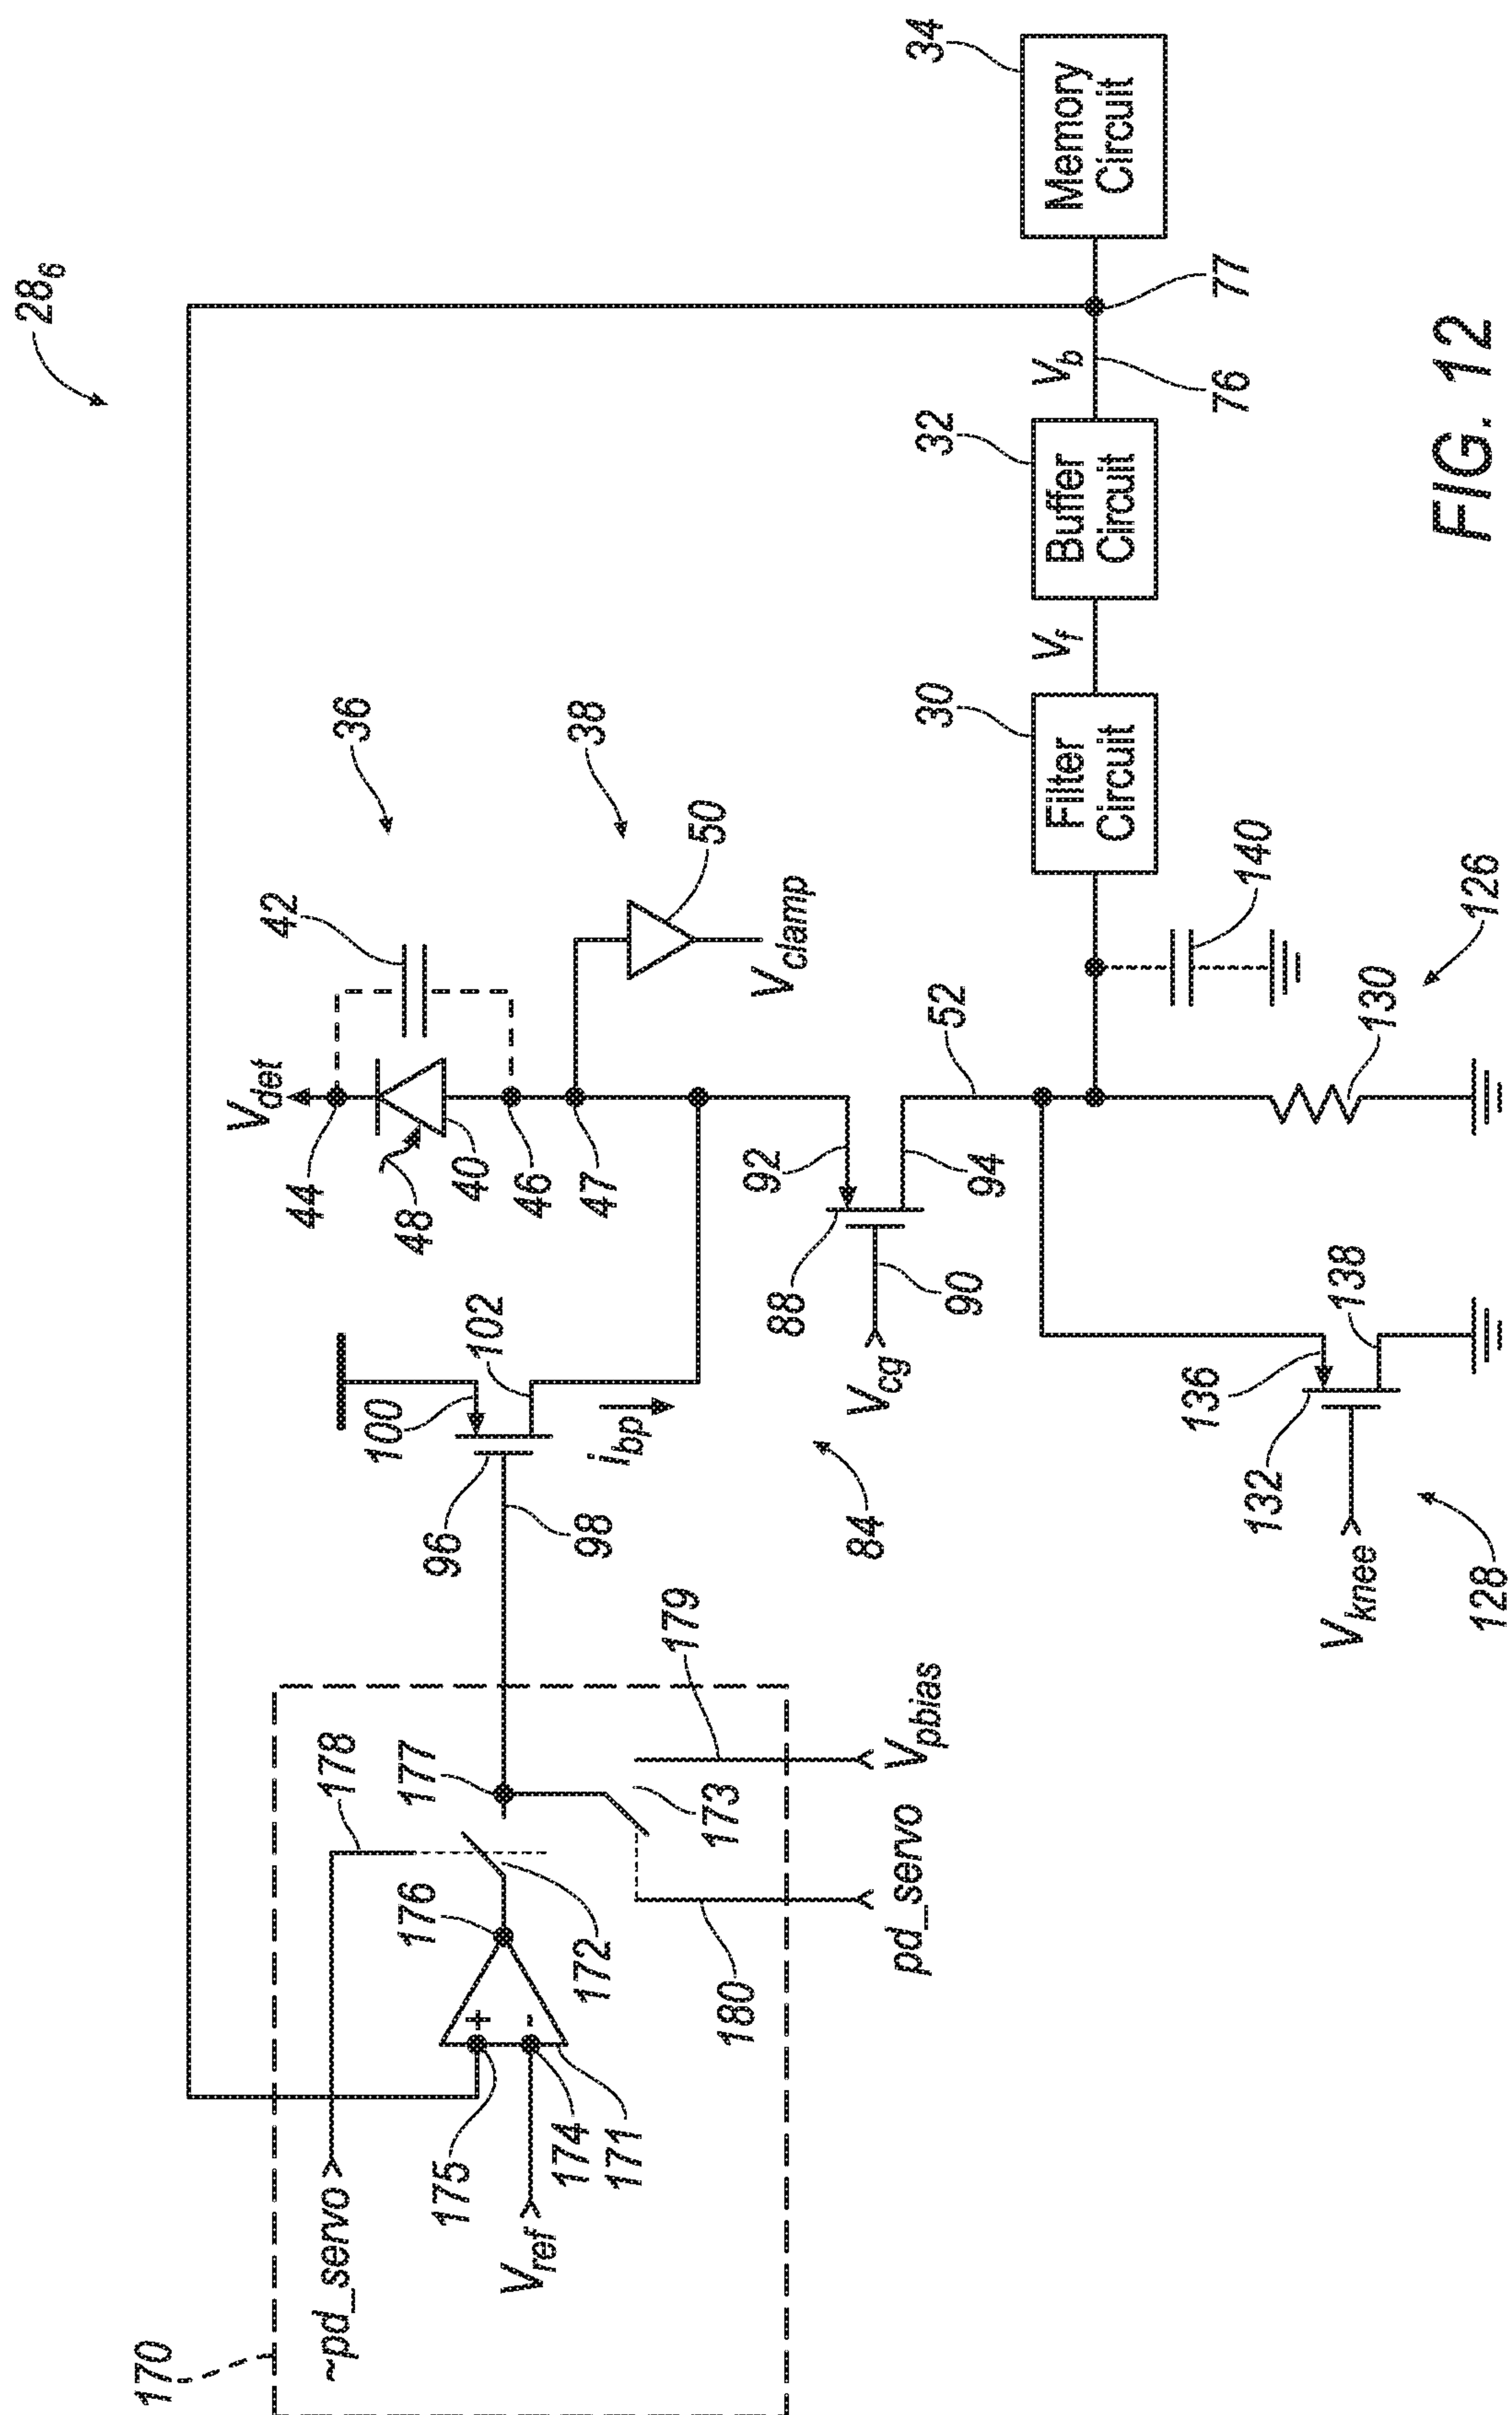 28₆
170
~pd_servo
178
177
176
175
174
171
172
173
V_ref
180
179
pd_servo
V_pbias
96
98
100
102
i_bp
84
V_det
44
48
40
46
47
42
36
38
50
V_clamp
88
92
90
94
V_cg
52
132
136
138
V_knee
128
130
126
140
30
Filter
Circuit
V_f
32
Buffer
Circuit
V_b
76
77
34
Memory
Circuit
FIG. 12